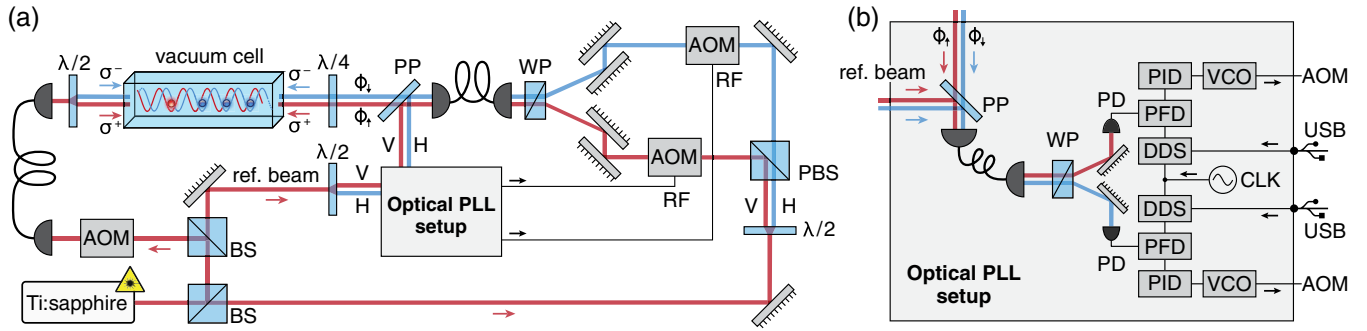 (a)
λ/2
vacuum cell
σ⁻
σ⁻
σ⁺
σ⁺
λ/4
Φ↓
Φ↑
PP
WP
AOM
RF
V
H
λ/2
ref. beam
V
H
Optical PLL
setup
AOM
RF
PBS
V
H
λ/2
AOM
BS
Ti:sapphire
BS
(b)
Φ↑
Φ↓
ref. beam
PP
WP
PD
PD
PID
VCO
AOM
PFD
DDS
USB
CLK
DDS
USB
PFD
PID
VCO
AOM
Optical PLL
setup